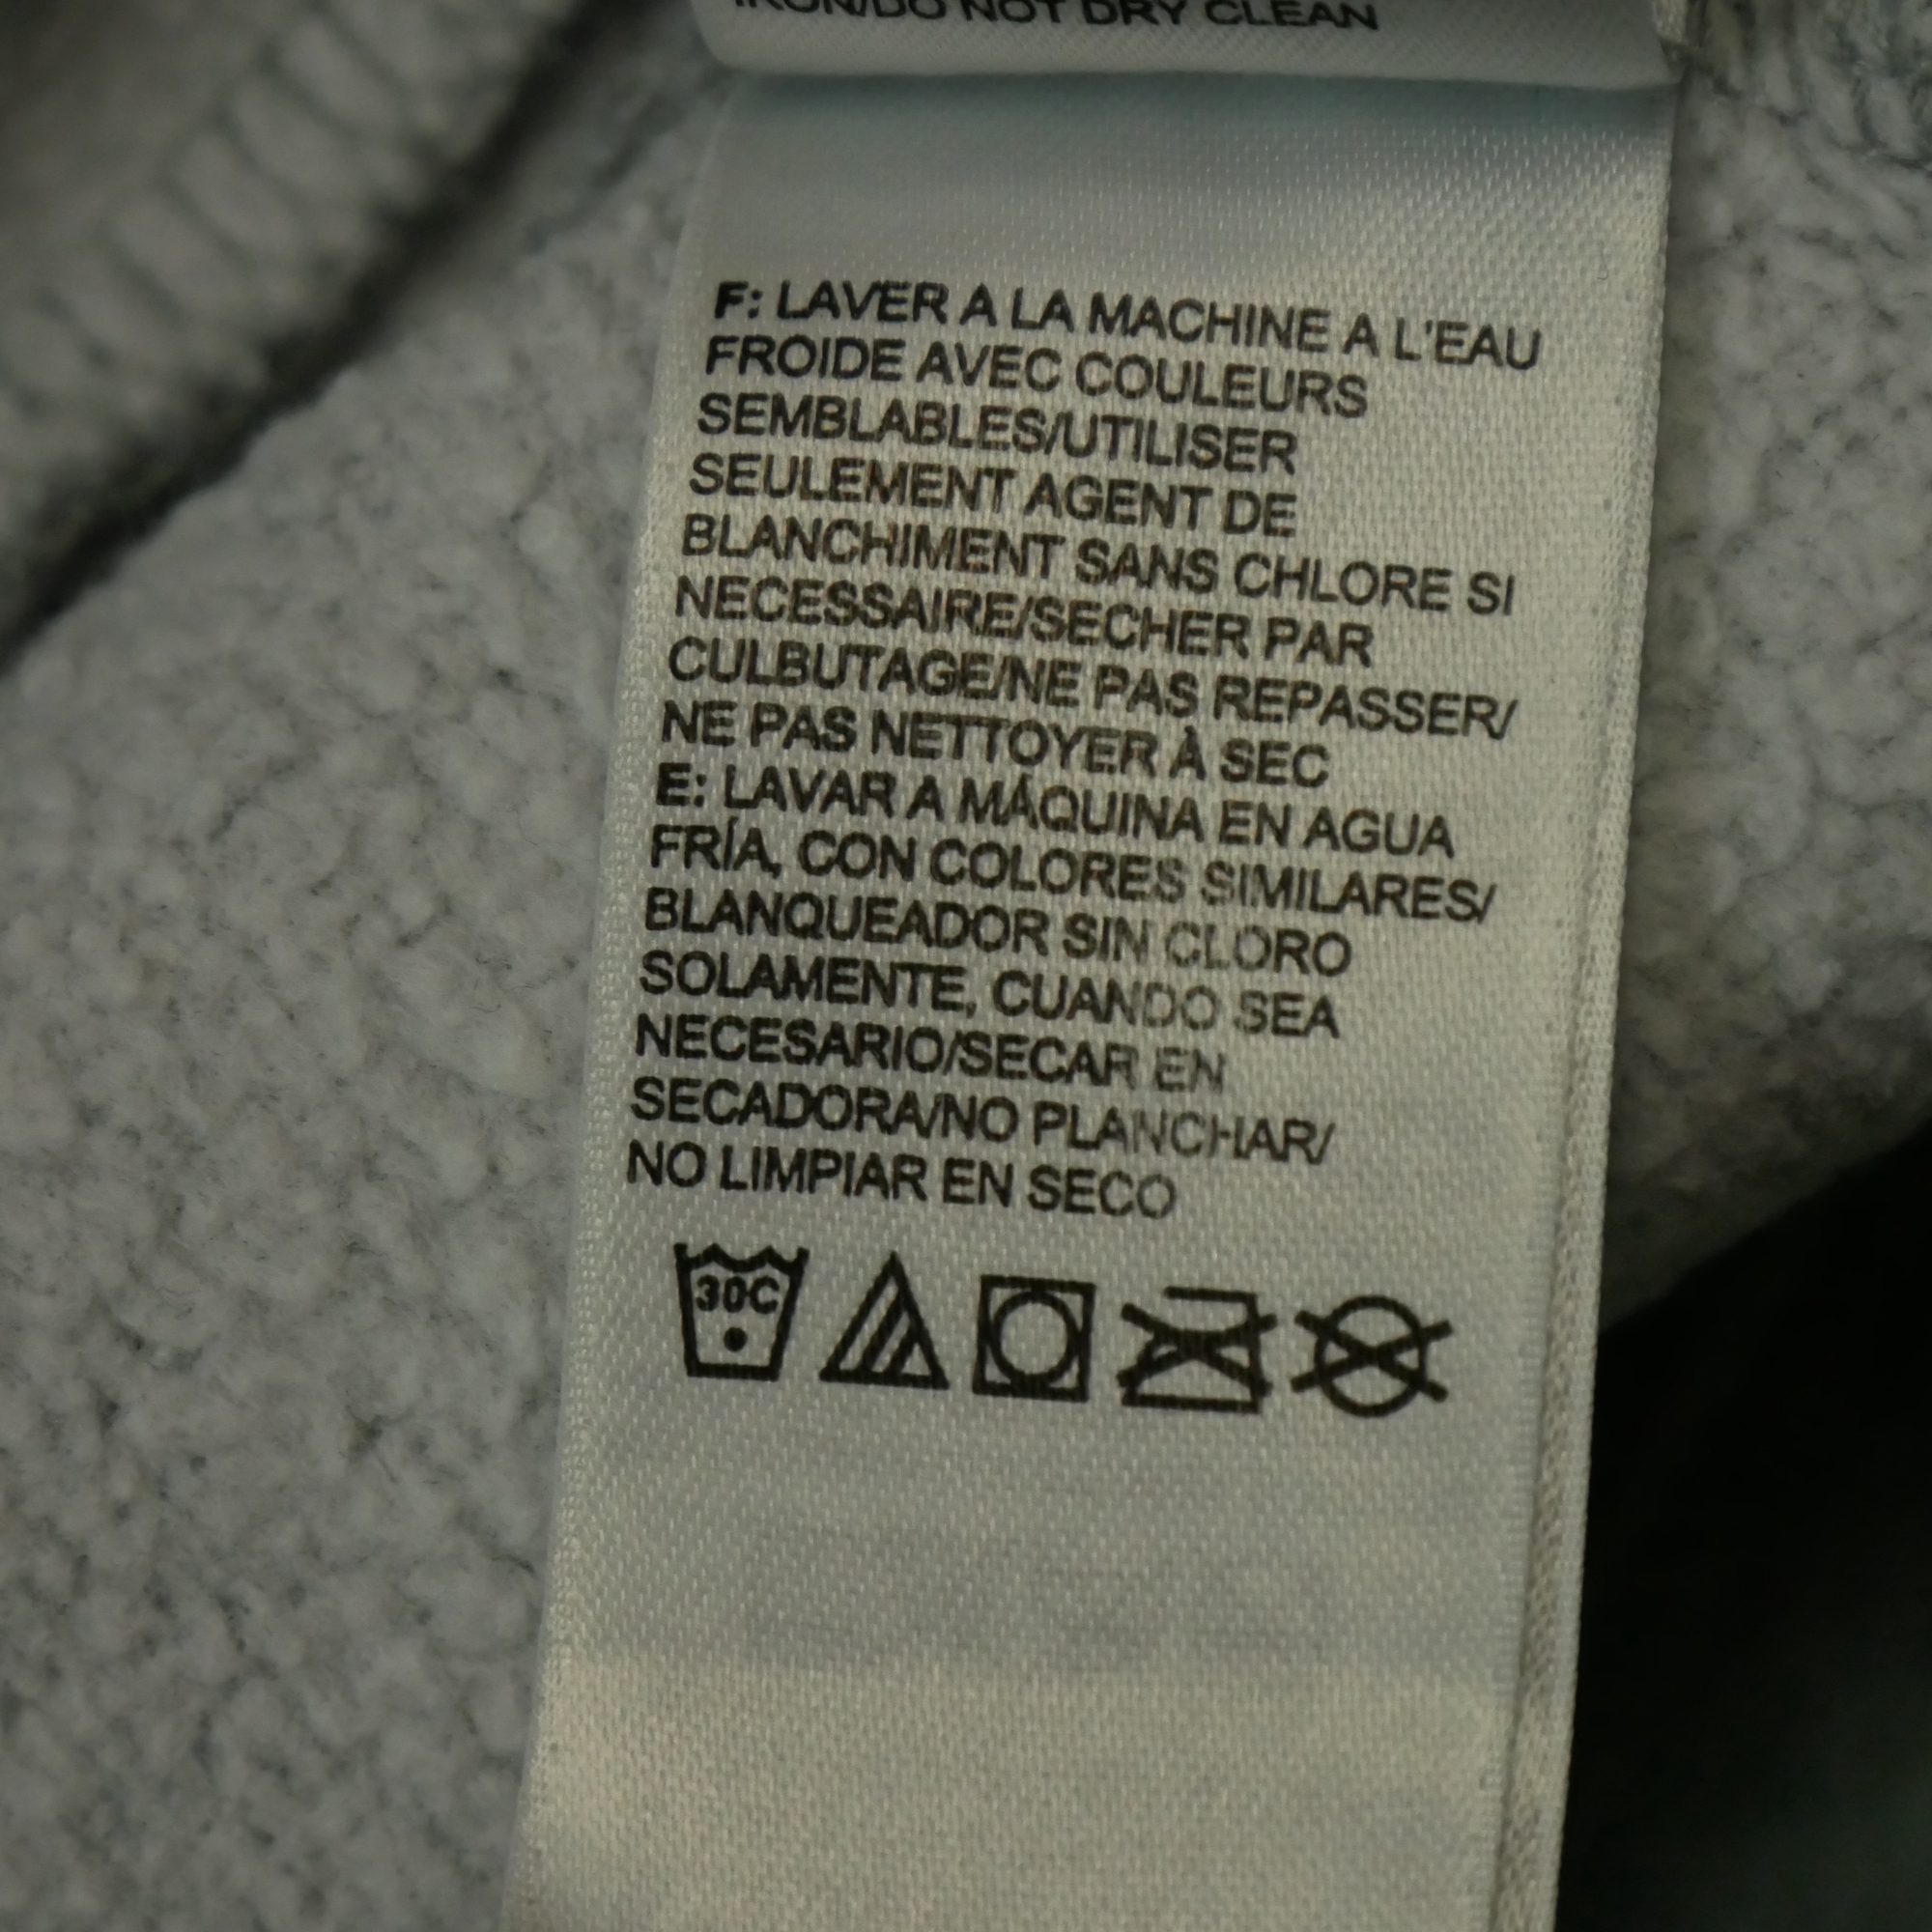 IRON/DO NOT DRY CLEAN
F: LAVER A LA MACHINE A L'EAU
FROIDE AVEC COULEURS
SEMBLABLES/UTILISER
SEULEMENT AGENT DE
BLANCHIMENT SANS CHLORE SI
NECESSAIRE/SECHER PAR
CULBUTAGE/NE PAS REPASSER/
NE PAS NETTOYER À SEC
E: LAVAR A MÁQUINA EN AGUA
FRÍA, CON COLORES SIMILARES/
BLANQUEADOR SIN CLORO
SOLAMENTE, CUANDO SEA
NECESARIO/SECAR EN
SECADORA/NO PLANCHAR/
NO LIMPIAR EN SECO
30C